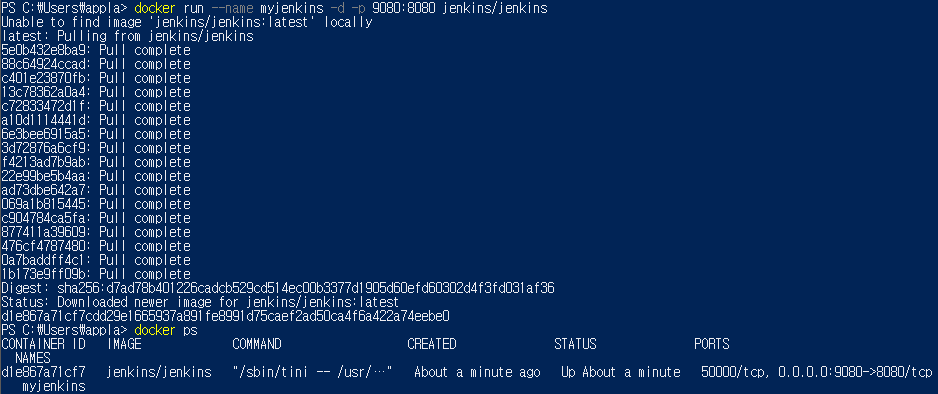 PS C:\Users\appla> docker run --name myjenkins -d -p 9080:8080 jenkins/jenkins
Unable to find image 'jenkins/jenkins:latest' locally
latest: Pulling from jenkins/jenkins
5e0b432e8ba9: Pull complete
88c64924ccad: Pull complete
c401e23870fb: Pull complete
13c78362a0a4: Pull complete
c72833472d1f: Pull complete
a10d1114441d: Pull complete
6e3bee6915a5: Pull complete
3d72876a6cf9: Pull complete
f4213ad7b9ab: Pull complete
22e99be5b4aa: Pull complete
ad73dbe642a7: Pull complete
069a1b815445: Pull complete
c904784ca5fa: Pull complete
877411a39609: Pull complete
476cf4787480: Pull complete
0a7baddff4c1: Pull complete
1b173e9ff09b: Pull complete
Digest: sha256:d7ad78b401226cadcb529cd514ec00b3377d1905d60efd60302d4f3fd031af36
Status: Downloaded newer image for jenkins/jenkins:latest
d1e867a71cf7cdd29e1665937a891fe8991d75caef2ad50ca4f6a422a74eebe0
PS C:\Users\appla> docker ps
CONTAINER ID IMAGE COMMAND CREATED STATUS PORTS
NAMES
d1e867a71cf7 jenkins/jenkins "/sbin/tini -- /usr/…" About a minute ago Up About a minute 50000/tcp, 0.0.0.0:9080->8080/tcp
myjenkins